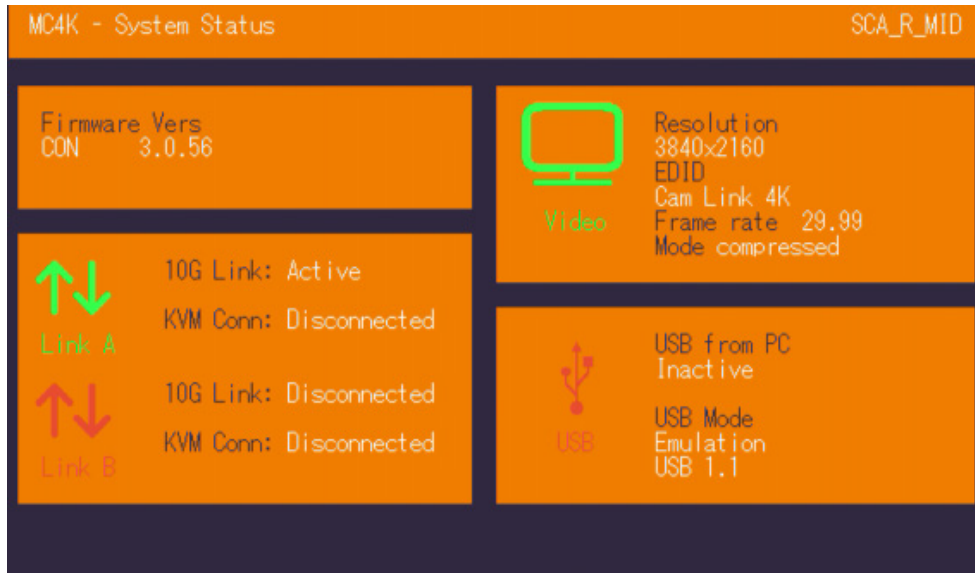 MC4K - System Status
SCA_R_MID
Firmware Vers
CON 3.0.56
10G Link: Active
KVM Conn: Disconnected
Link A
10G Link: Disconnected
KVM Conn: Disconnected
Link B
Video
Resolution
3840x2160
EDID
Cam Link 4K
Frame rate 29.99
Mode compressed
USB
USB from PC
Inactive
USB Mode
Emulation
USB 1.1